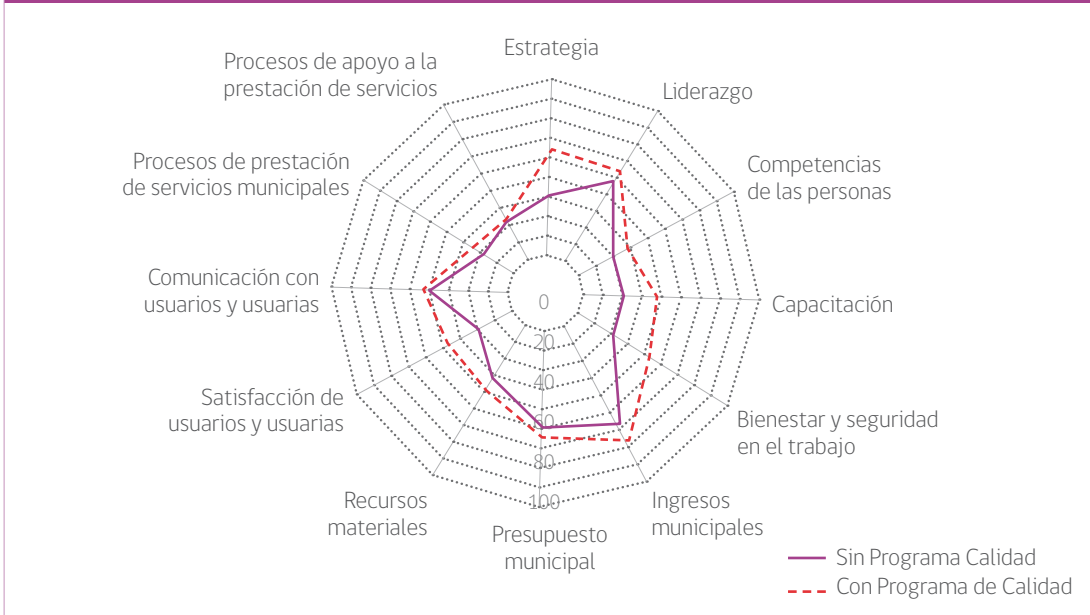 Estrategia
Liderazgo
Competencias
de las personas
Capacitación
Bienestar y seguridad
en el trabajo
Ingresos
municipales
Presupuesto
municipal
Recursos
materiales
Satisfacción de
usuarios y usuarias
Comunicación con
usuarios y usuarias
Procesos de prestación
de servicios municipales
Procesos de apoyo a la
prestación de servicios
0
20
40
60
80
100
Sin Programa Calidad
Con Programa de Calidad